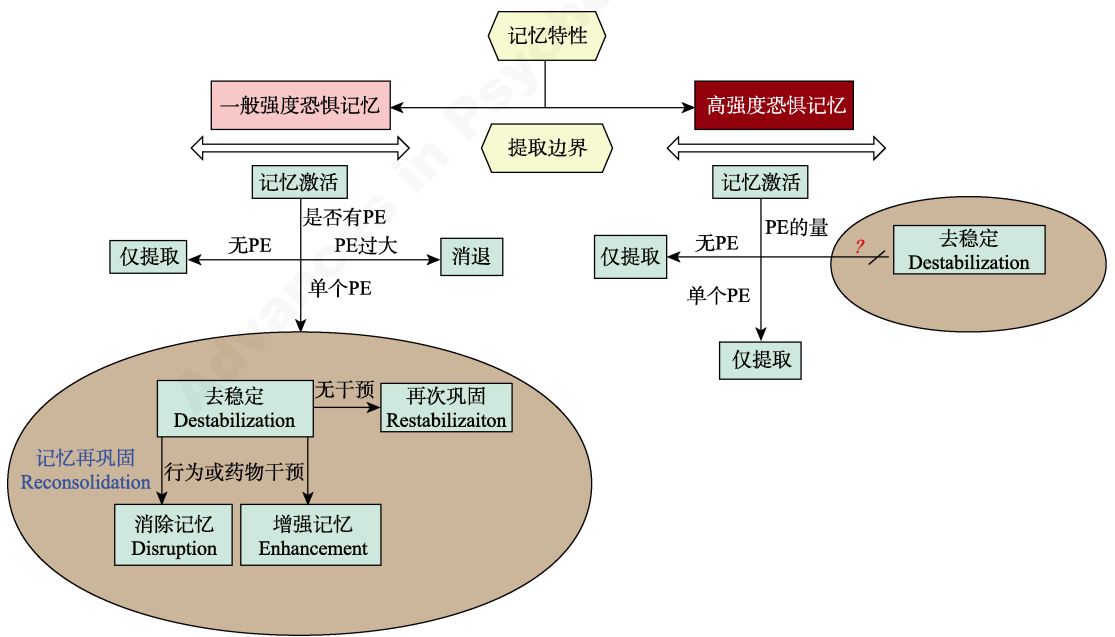 记忆特性
一般强度恐惧记忆
高强度恐惧记忆
提取边界
记忆激活
是否有PE
无PE
PE过大
仅提取
消退
单个PE
去稳定
Destabilization
无干预
再次巩固
Restabilizaiton
记忆再巩固
Reconsolidation
行为或药物干预
消除记忆
Disruption
增强记忆
Enhancement
记忆激活
PE的量
无PE
仅提取
?
去稳定
Destabilization
单个PE
仅提取
Advances in Psycho